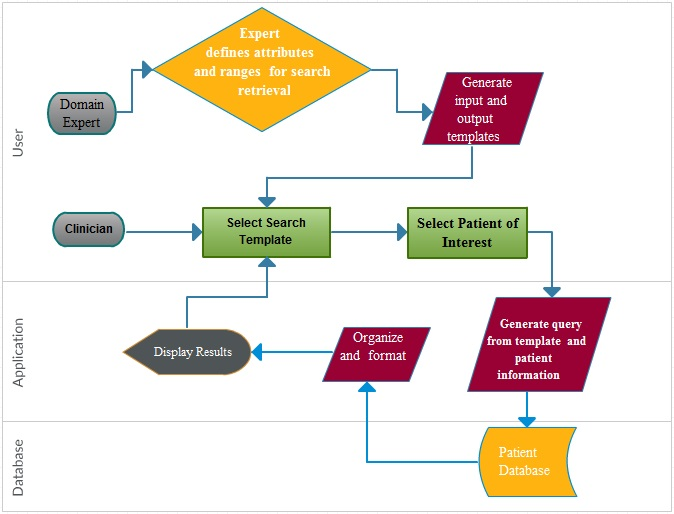 User
Expert
defines attributes
and ranges for search
retrieval
Domain
Expert
Generate
input and
output
templates
Clinician
Select Search
Template
Select Patient of
Interest
Application
Display Results
Organize
and format
Generate query
from template and
patient
information
Database
Patient
Database